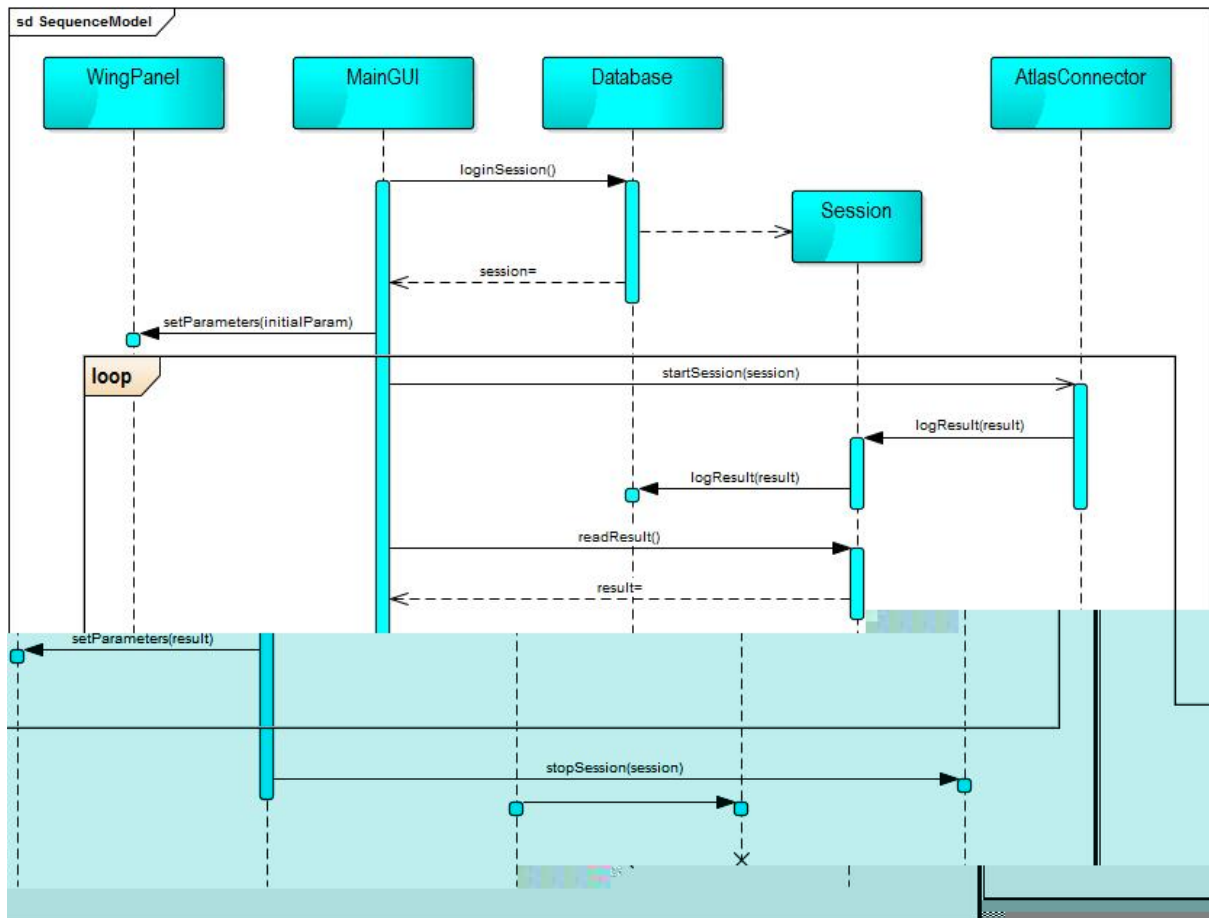 sd SequenceModel
WingPanel
MainGUI
Database
AtlasConnector
loginSession()
Session
session=
setParameters(initialParam)
loop
startSession(session)
logResult(result)
logResult(result)
readResult()
result=
setParameters(result)
stopSession(session)